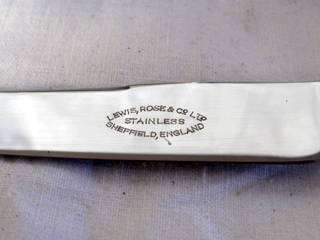 LEWIS, ROSE & Co LTD
STAINLESS
SHEFFIELD, ENGLAND